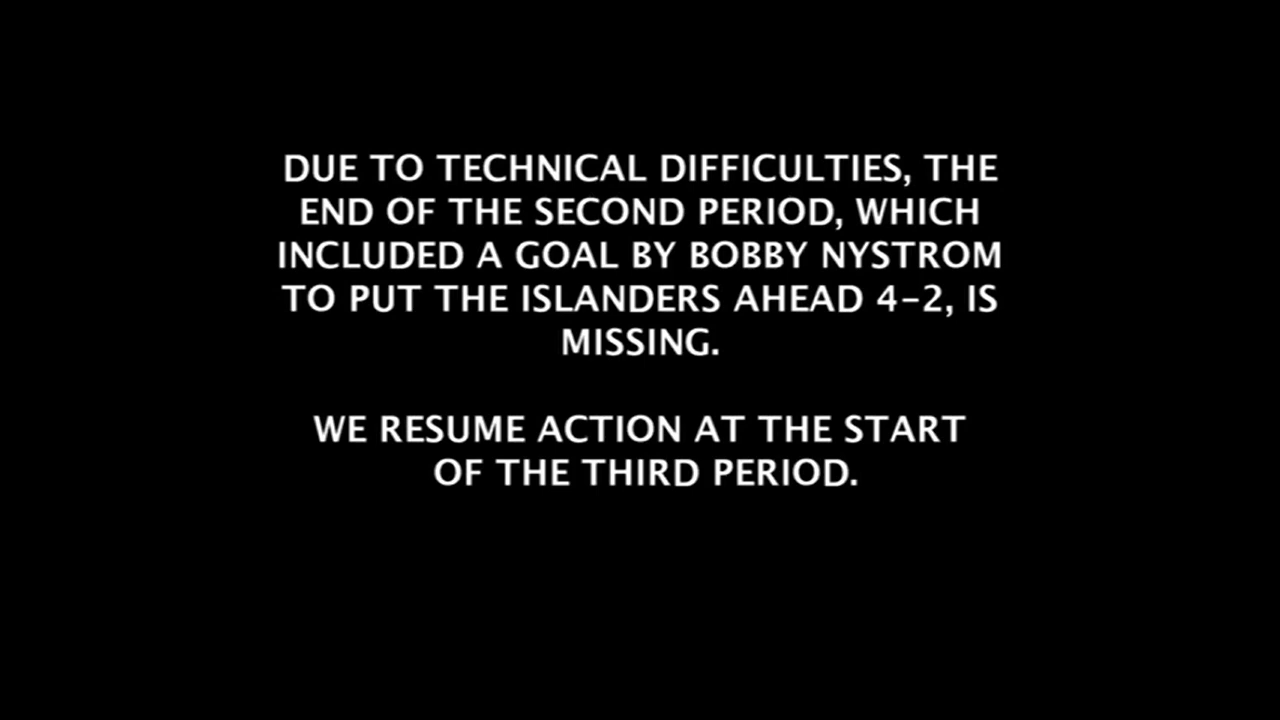 DUE TO TECHNICAL DIFFICULTIES, THE
END OF THE SECOND PERIOD, WHICH
INCLUDED A GOAL BY BOBBY NYSTROM
TO PUT THE ISLANDERS AHEAD 4-2, IS
MISSING.
WE RESUME ACTION AT THE START
OF THE THIRD PERIOD.